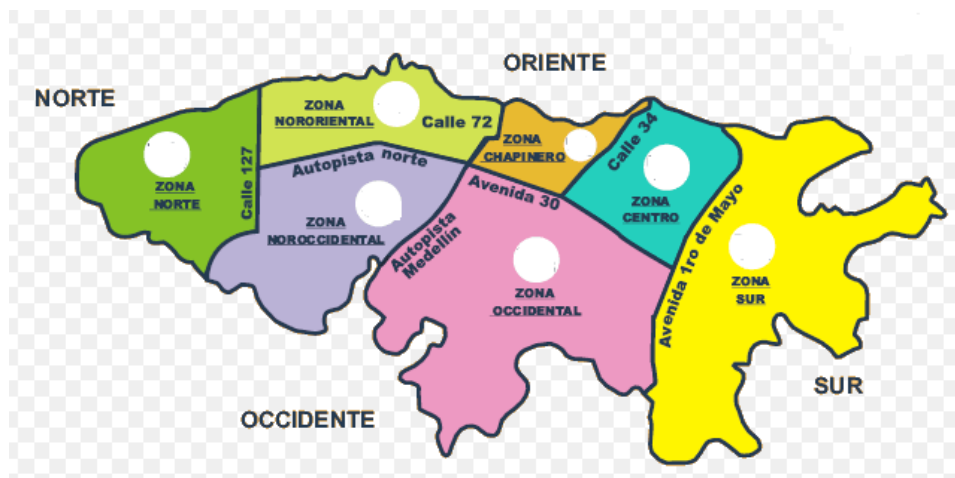 ORIENTE
NORTE
ZONA
NORORIENTAL
Calle 72
ZONA
CHAPINERO
Calle 34
Autopista norte
Calle 127
ZONA
NORTE
Avenida 30
ZONA
CENTRO
ZONA
NOROCCIDENTAL
Autopista
Medellín
Avenida 1ro de Mayo
ZONA
SUR
ZONA
OCCIDENTAL
SUR
OCCIDENTE